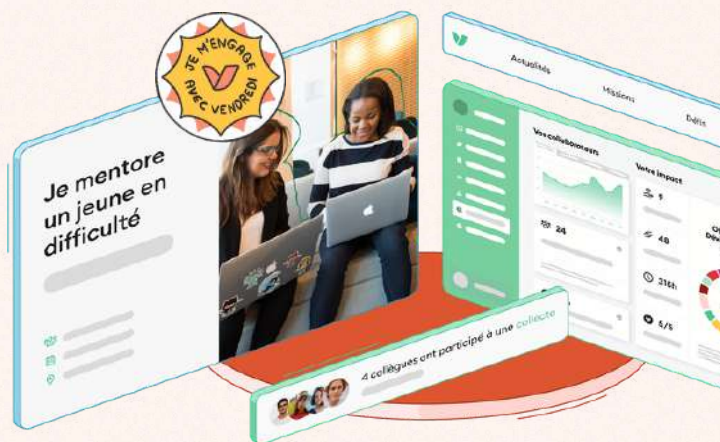 JE M'ENGAGE
AVEC VENDREDI
Je mentore
un jeune en
difficulté
Actualités
Missions
Défis
Vos collaborateurs
24
Votre impact
1
48
316h
5/5
4 collègues ont participé à une collecte